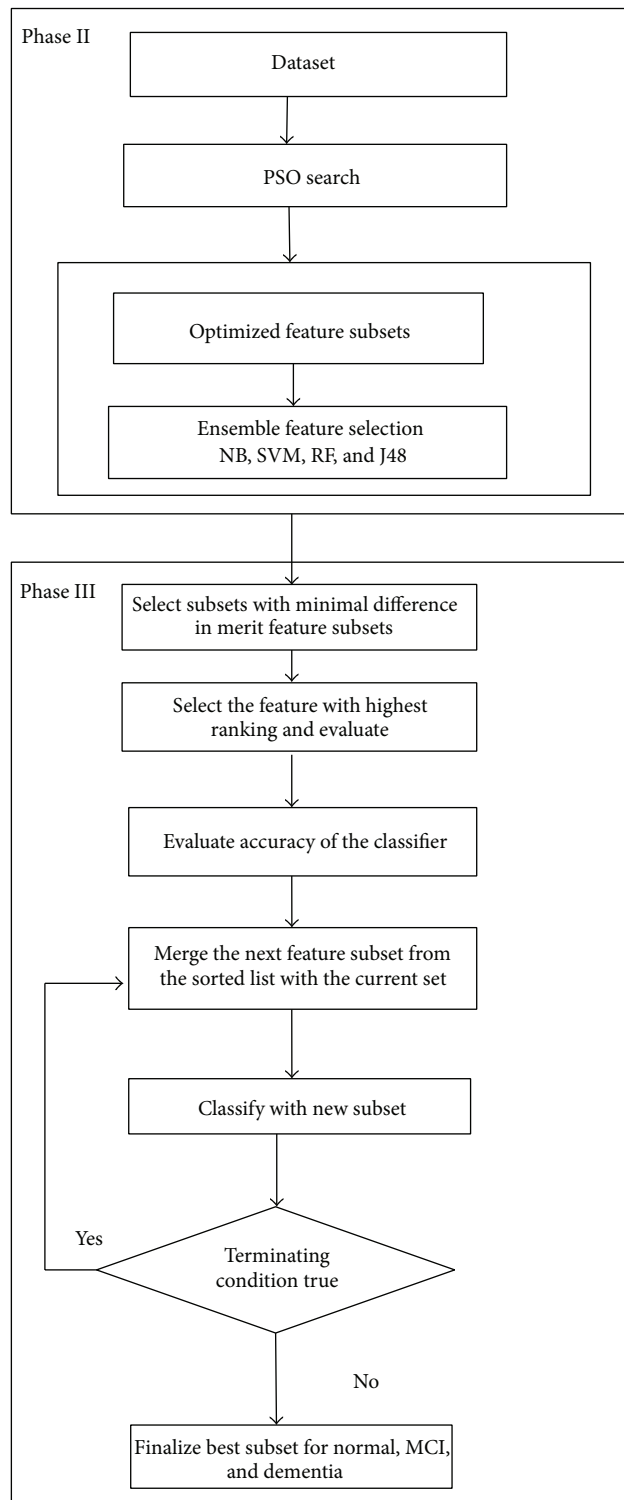 Phase II
Dataset
PSO search
Optimized feature subsets
Ensemble feature selection
NB, SVM, RF, and J48
Phase III
Select subsets with minimal difference
in merit feature subsets
Select the feature with highest
ranking and evaluate
Evaluate accuracy of the classifier
Merge the next feature subset from
the sorted list with the current set
Classify with new subset
Yes
Terminating
condition true
No
Finalize best subset for normal, MCI,
and dementia